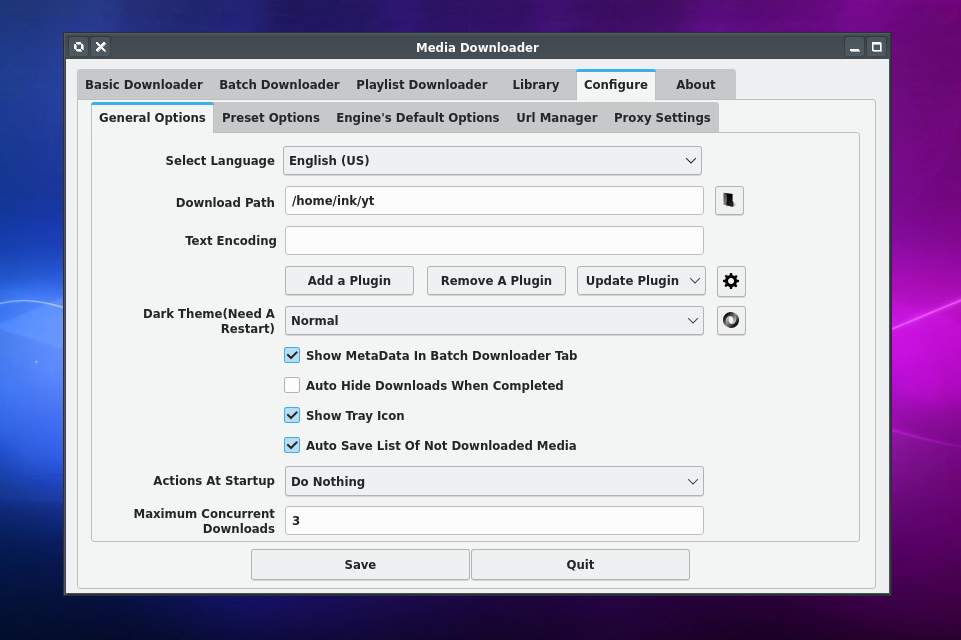 Media Downloader
Basic Downloader Batch Downloader Playlist Downloader Library Configure About
General Options Preset Options Engine's Default Options Url Manager Proxy Settings
Select Language English (US)
Download Path /home/ink/yt
Text Encoding
Add a Plugin Remove A Plugin Update Plugin
Dark Theme(Need A
Restart) Normal
Show MetaData In Batch Downloader Tab
Auto Hide Downloads When Completed
Show Tray Icon
Auto Save List Of Not Downloaded Media
Actions At Startup Do Nothing
Maximum Concurrent
Downloads 3
Save Quit